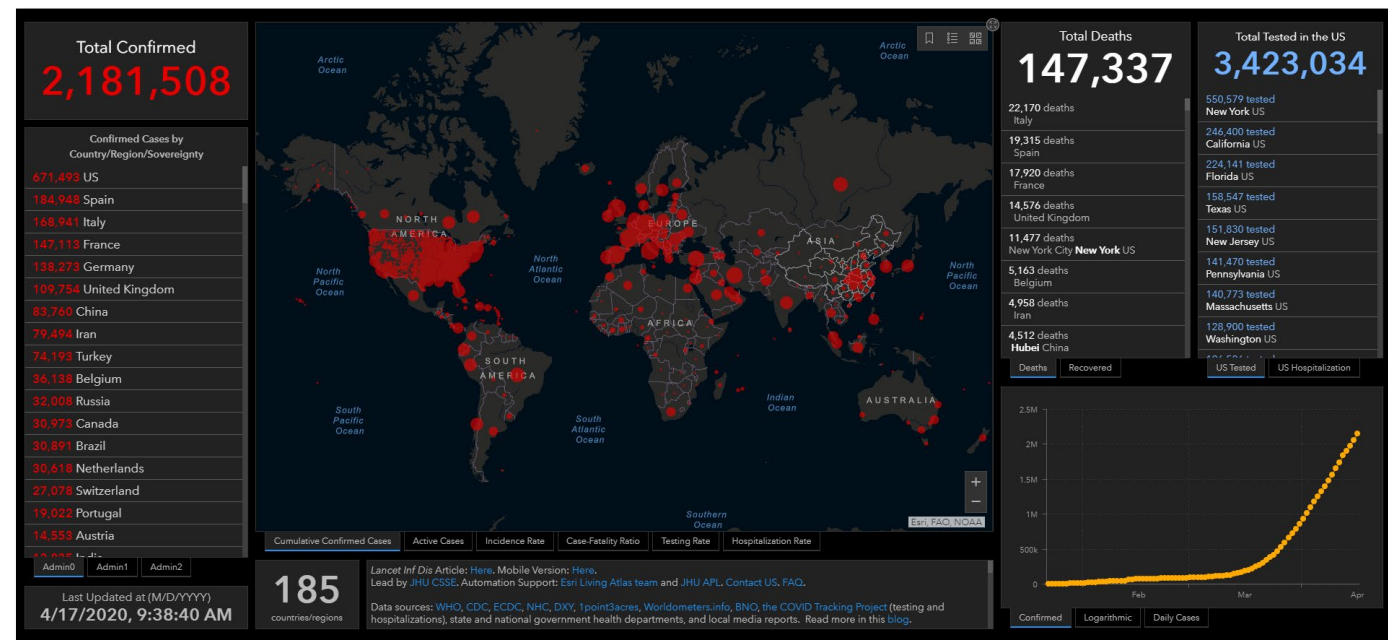 Total Confirmed
2,181,508
Confirmed Cases by
Country/Region/Sovereignty
671,493 US
184,948 Spain
168,941 Italy
147,113 France
138,273 Germany
109,754 United Kingdom
83,760 China
79,494 Iran
74,193 Turkey
36,138 Belgium
32,008 Russia
30,973 Canada
30,891 Brazil
30,618 Netherlands
27,078 Switzerland
19,022 Portugal
14,553 Austria
Admin0 Admin1 Admin2
Last Updated at (M/D/YYYY)
4/17/2020, 9:38:40 AM
Arctic
Ocean
Arctic
Ocean
NORTH
AMERICA
EUROPE
ASIA
North
Pacific
Ocean
North
Atlantic
Ocean
North
Pacific
Ocean
AFRICA
SOUTH
AMERICA
Indian
Ocean
AUSTRALIA
South
Pacific
Ocean
South
Atlantic
Ocean
Southern
Ocean
+
−
Esri, FAO, NOAA
Cumulative Confirmed Cases Active Cases Incidence Rate Case-Fatality Ratio Testing Rate Hospitalization Rate
185
countries/regions
Lancet Inf Dis Article: Here. Mobile Version: Here.
Lead by JHU CSSE. Automation Support: Esri Living Atlas team and JHU APL. Contact US. FAQ.
Data sources: WHO, CDC, ECDC, NHC, DXY, 1point3acres, Worldometers.info, BNO, the COVID Tracking Project (testing and
hospitalizations), state and national government health departments, and local media reports. Read more in this blog.
Total Deaths
147,337
22,170 deaths
Italy
19,315 deaths
Spain
17,920 deaths
France
14,576 deaths
United Kingdom
11,477 deaths
New York City New York US
5,163 deaths
Belgium
4,958 deaths
Iran
4,512 deaths
Hubei China
Deaths Recovered
Total Tested in the US
3,423,034
550,579 tested
New York US
246,400 tested
California US
224,141 tested
Florida US
158,547 tested
Texas US
151,830 tested
New Jersey US
141,470 tested
Pennsylvania US
140,773 tested
Massachusetts US
128,900 tested
Washington US
US Tested US Hospitalization
2.5M
2M
1.5M
1M
500k
0
Feb Mar Apr
Confirmed Logarithmic Daily Cases